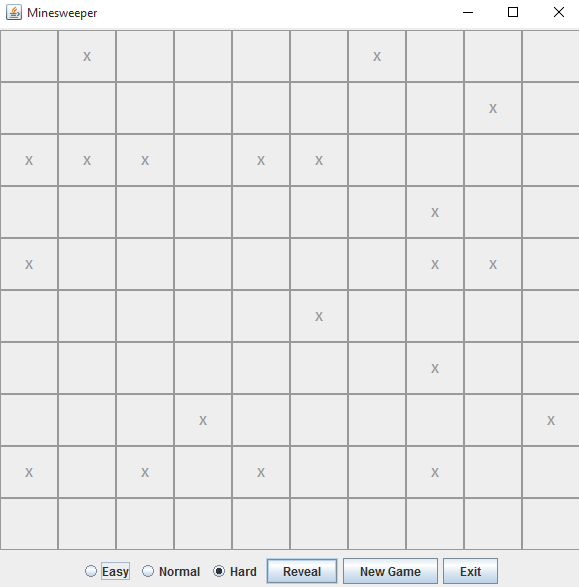 Minesweeper
X X
X
X X X X X
X
X X X
X
X
X X
X X X X
Easy Normal Hard Reveal New Game Exit